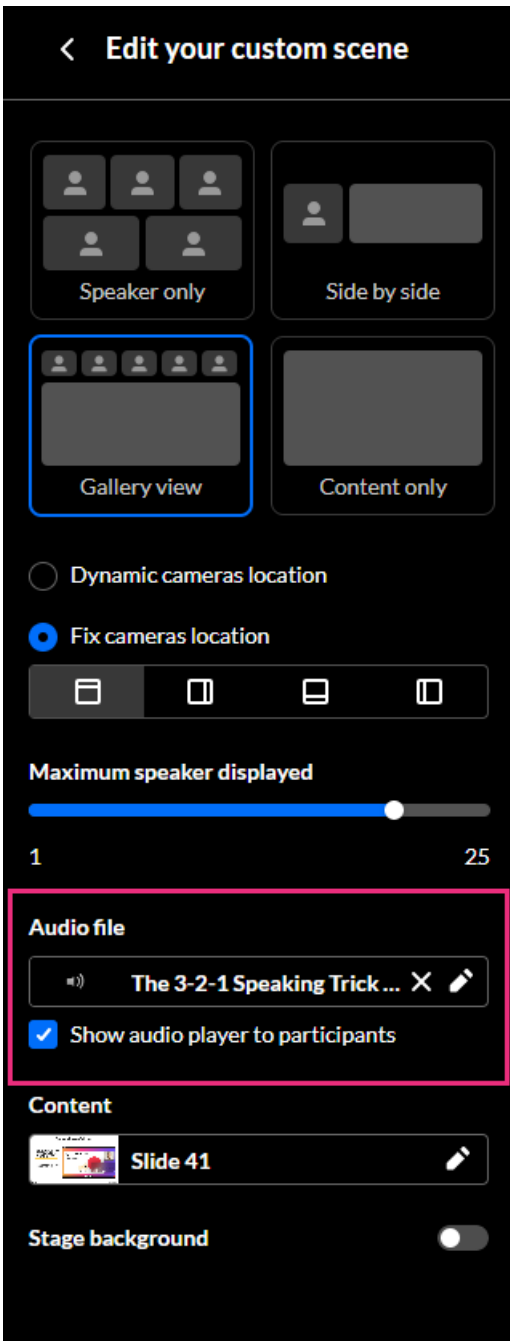 Edit your custom scene
Speaker only
Side by side
Gallery view
Content only
Dynamic cameras location
Fix cameras location
Maximum speaker displayed
1 25
Audio file
The 3-2-1 Speaking Trick ...
Show audio player to participants
Content
Slide 41
Stage background